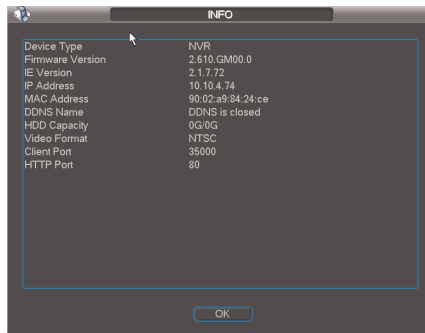 INFO
Device Type NVR
Firmware Version 2.610.GM00.0
IE Version 2.1.7.72
IP Address 10.10.4.74
MAC Address 90:02:a9:84:24:ce
DDNS Name DDNS is closed
HDD Capacity 0G/0G
Video Format NTSC
Client Port 35000
HTTP Port 80
OK